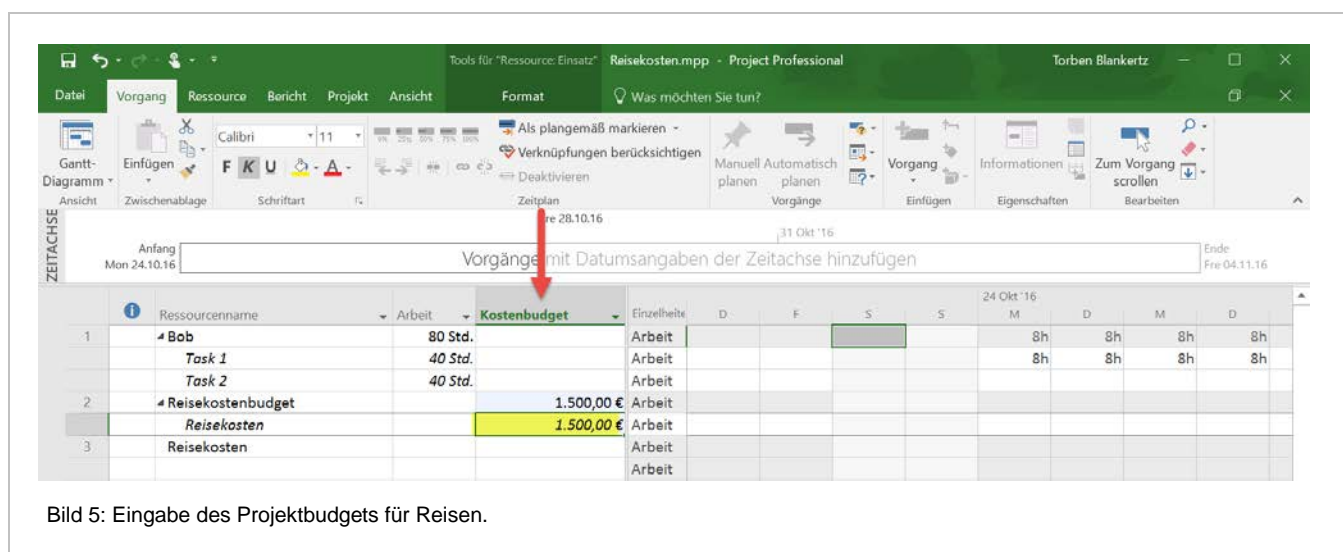 Tools für "Ressource: Einsatz" Reisekosten.mpp - Project Professional Torben Blankertz
Datei Vorgang Ressource Bericht Projekt Ansicht Format Was möchten Sie tun?
Calibri 11 Als plangemäß markieren
Verknüpfungen berücksichtigen
Deaktivieren
F K U A
0% 25% 50% 75% 100%
Gantt-Diagramm Einfügen Manuell planen Automatisch planen Vorgang Informationen Zum Vorgang scrollen
Ansicht Zwischenablage Schriftart Zeitplan Vorgänge Einfügen Eigenschaften Bearbeiten
ZEITACHSE
Fre 28.10.16
31 Okt '16
Anfang
Mon 24.10.16
Vorgänge mit Datumsangaben der Zeitachse hinzufügen
Ende
Fre 04.11.16
24 Okt '16
Ressourcenname Arbeit Kostenbudget Einzelheite D F S S M D M D
1 Bob 80 Std. Arbeit 8h 8h 8h 8h
Task 1 40 Std. Arbeit 8h 8h 8h 8h
Task 2 40 Std. Arbeit
2 Reisekostenbudget 1.500,00 € Arbeit
Reisekosten 1.500,00 € Arbeit
3 Reisekosten Arbeit
Arbeit
Bild 5: Eingabe des Projektbudgets für Reisen.